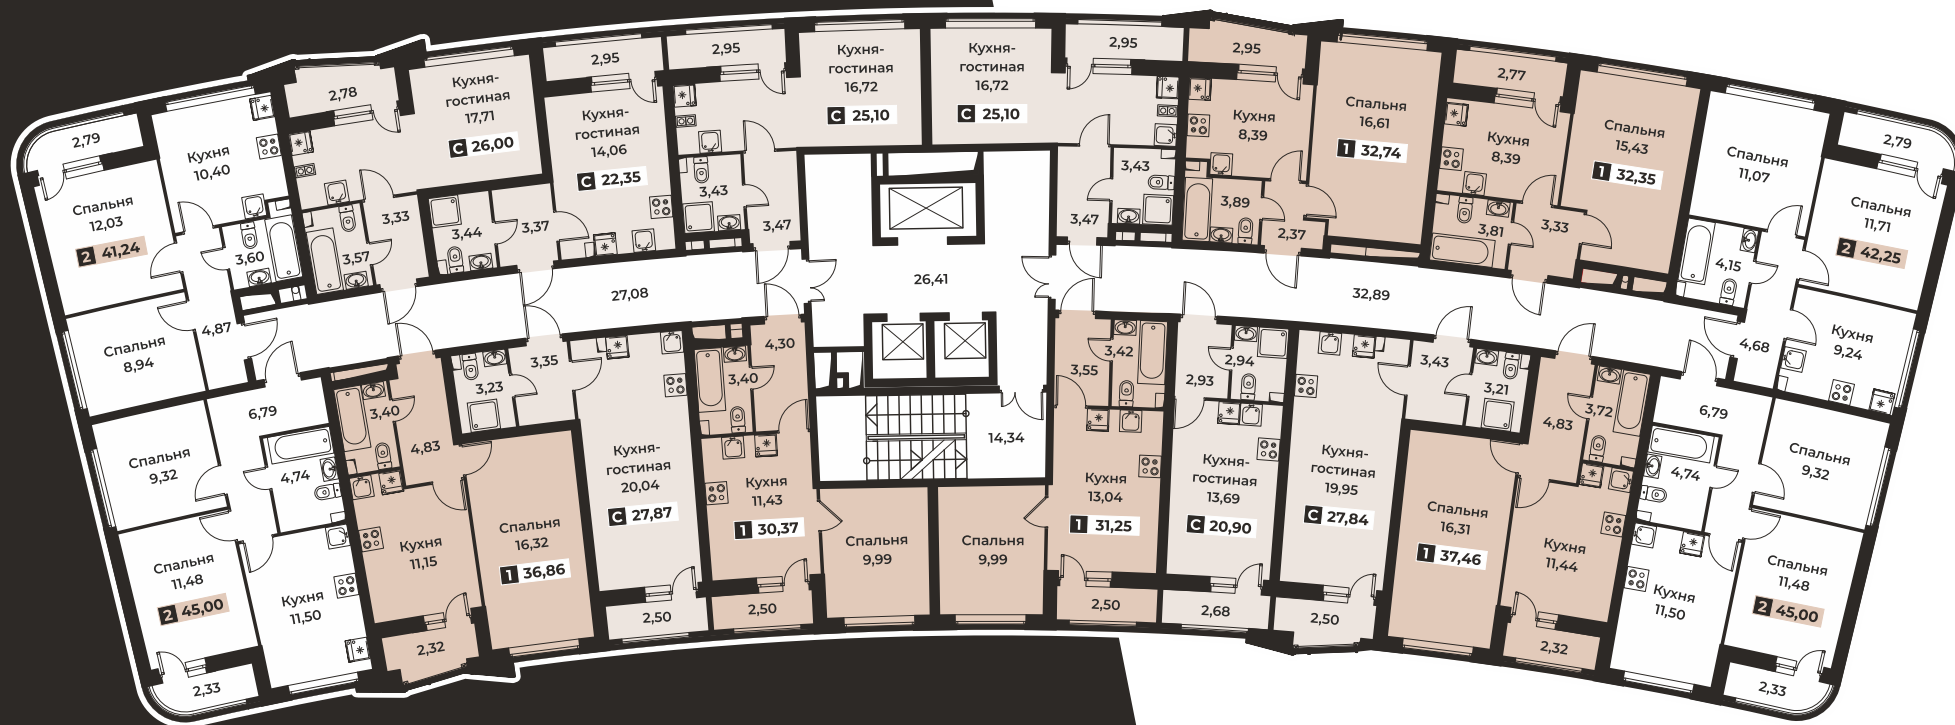 2,79
Спальня
12,03
2 41,24
Кухня
10,40
3,60
4,87
Спальня
8,94
2,78
Кухня-
гостиная
17,71
С 26,00
3,33
3,57
2,95
Кухня-
гостиная
14,06
С 22,35
3,44
3,37
2,95
Кухня-
гостиная
16,72
С 25,10
3,43
3,47
Кухня-
гостиная
16,72
С 25,10
2,95
3,43
3,47
2,95
Кухня
8,39
Спальня
16,61
1 32,74
3,89
2,37
2,77
Кухня
8,39
Спальня
15,43
1 32,35
3,81
3,33
Спальня
11,07
2,79
Спальня
11,71
2 42,25
4,15
Кухня
9,24
4,68
27,08
26,41
32,89
14,34
6,79
Спальня
9,32
4,74
Спальня
11,48
2 45,00
Кухня
11,50
2,33
3,40
4,83
Кухня
11,15
Спальня
16,32
1 36,86
2,32
3,23
3,35
Кухня-
гостиная
20,04
С 27,87
2,50
4,30
3,40
Кухня
11,43
1 30,37
2,50
Спальня
9,99
Спальня
9,99
3,42
3,55
Кухня
13,04
1 31,25
2,50
2,94
2,93
Кухня-
гостиная
13,69
С 20,90
2,68
3,43
3,21
Кухня-
гостиная
19,95
С 27,84
2,50
3,72
4,83
Спальня
16,31
1 37,46
Кухня
11,44
2,32
6,79
Спальня
9,32
4,74
Спальня
11,48
2 45,00
Кухня
11,50
2,33